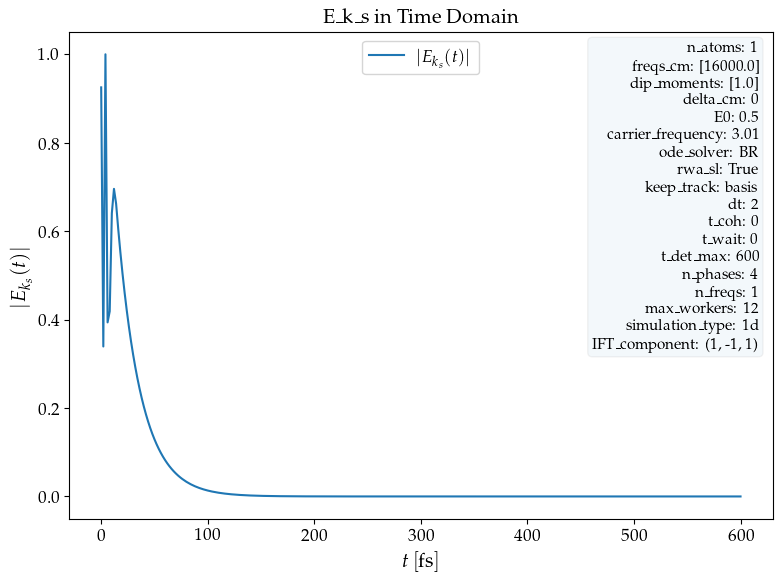 E_k_s in Time Domain
|E_{k_s}(t)|
n_atoms: 1
freqs_cm: [16000.0]
dip_moments: [1.0]
delta_cm: 0
E0: 0.5
carrier_frequency: 3.01
ode_solver: BR
rwa_sl: True
keep_track: basis
dt: 2
t_coh: 0
t_wait: 0
t_det_max: 600
n_phases: 4
n_freqs: 1
max_workers: 12
simulation_type: 1d
IFT_component: (1, -1, 1)
|E_{k_s}(t)|
1.0
0.8
0.6
0.4
0.2
0.0
0 100 200 300 400 500 600
t [fs]